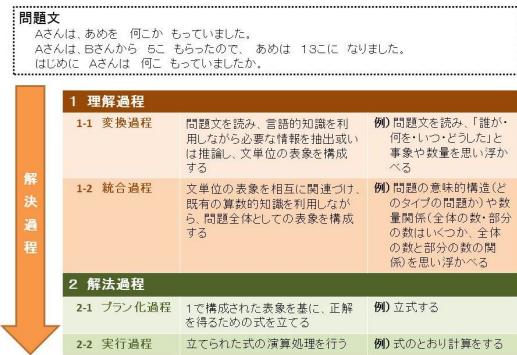 問題文
Aさんは、あめを 何こか もっていました。
Aさんは、Bさんから 5こ もらったので、 あめは 13こに なりました。
はじめに Aさんは 何こ もっていましたか。
解決過程
1 理解過程
1-1 変換過程
問題文を読み、言語的知識を利
用しながら必要な情報を抽出或い
は推論し、文単位の表象を構成
する
例)問題文を読み、「誰が・
何を・いつ・どうした」と
事象や数量を思い浮か
べる
1-2 統合過程
文単位の表象を相互に関連づけ、
既有の算数的知識を利用しなが
ら、問題全体としての表象を構成
する
例)問題の意味的構造(ど
のタイプの問題か)や数
量関係(全体の数・部分
の数はいくつか、全体
の数と部分の数の関
係)を思い浮かべる
2 解法過程
2-1 プラン化過程
1で構成された表象を基に、正解
を得るための式を立てる
例)立式する
2-2 実行過程
立てられた式の演算処理を行う
例)式のとおり計算をする